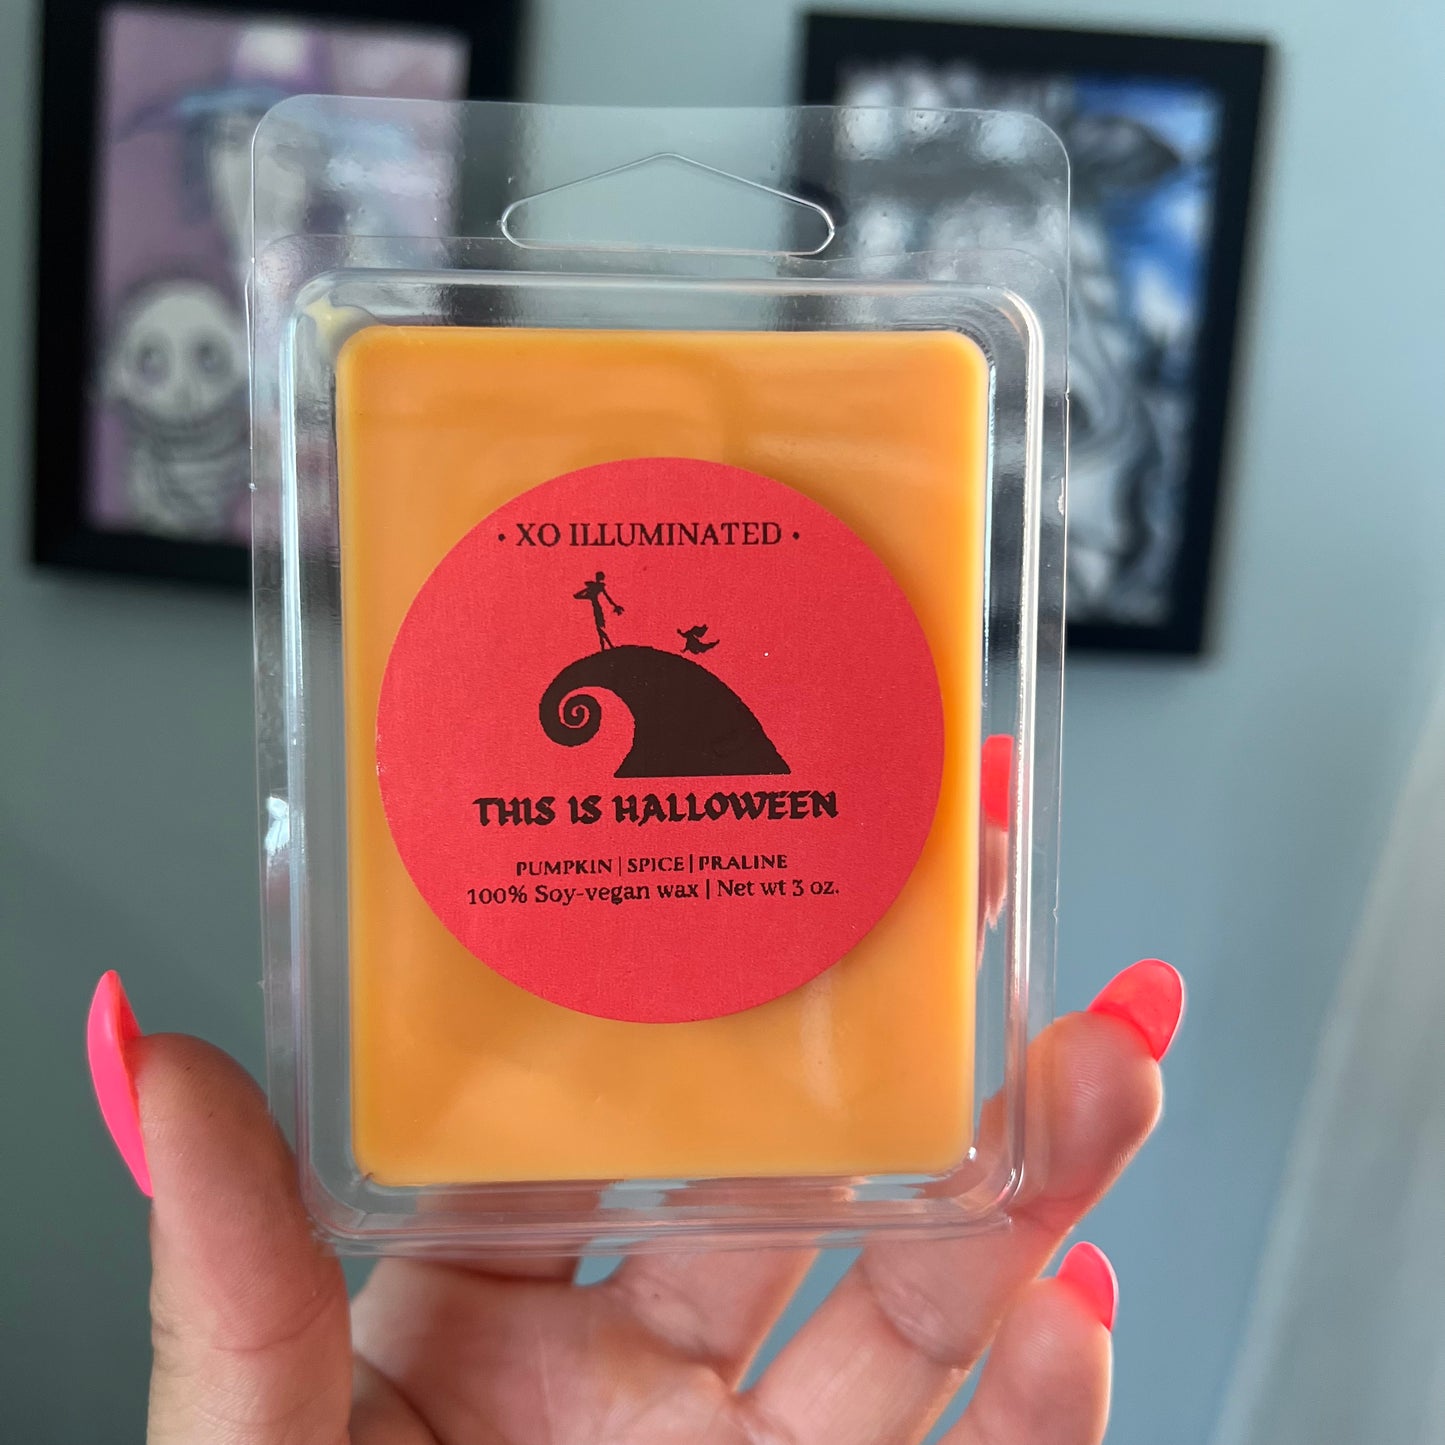 · XO ILLUMINATED ·
THIS IS HALLOWEEN
PUMPKIN | SPICE | PRALINE
100% Soy-vegan wax | Net wt 3 oz.